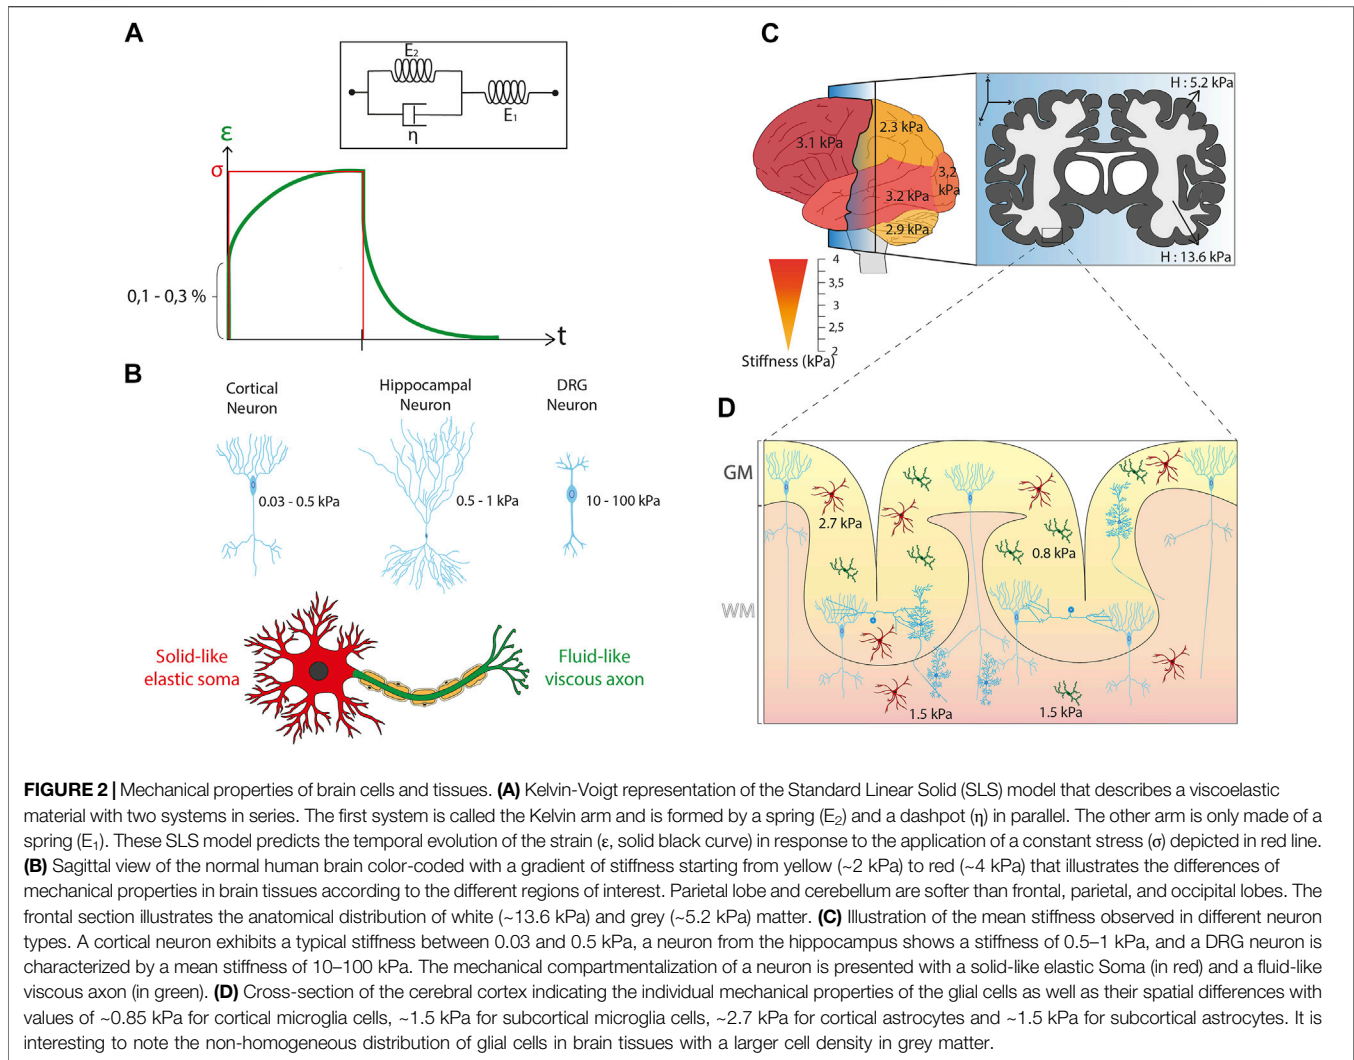 A
E₂
η
E₁
ε
σ
0,1 - 0,3 %
t
B
Cortical
Neuron
Hippocampal
Neuron
DRG
Neuron
0.03 - 0.5 kPa
0.5 - 1 kPa
10 - 100 kPa
Solid-like
elastic soma
Fluid-like
viscous axon
C
3.1 kPa
2.3 kPa
3,2
kPa
3.2 kPa
2.9 kPa
4
3,5
3
2,5
2
Stiffness (kPa)
z
H : 5.2 kPa
H : 13.6 kPa
D
GM
WM
2.7 kPa
0.8 kPa
1.5 kPa
1.5 kPa
FIGURE 2 | Mechanical properties of brain cells and tissues. (A) Kelvin-Voigt representation of the Standard Linear Solid (SLS) model that describes a viscoelastic
material with two systems in series. The first system is called the Kelvin arm and is formed by a spring (E₂) and a dashpot (η) in parallel. The other arm is only made of a
spring (E₁). These SLS model predicts the temporal evolution of the strain (ε, solid black curve) in response to the application of a constant stress (σ) depicted in red line.
(B) Sagittal view of the normal human brain color-coded with a gradient of stiffness starting from yellow (~2 kPa) to red (~4 kPa) that illustrates the differences of
mechanical properties in brain tissues according to the different regions of interest. Parietal lobe and cerebellum are softer than frontal, parietal, and occipital lobes. The
frontal section illustrates the anatomical distribution of white (~13.6 kPa) and grey (~5.2 kPa) matter. (C) Illustration of the mean stiffness observed in different neuron
types. A cortical neuron exhibits a typical stiffness between 0.03 and 0.5 kPa, a neuron from the hippocampus shows a stiffness of 0.5–1 kPa, and a DRG neuron is
characterized by a mean stiffness of 10–100 kPa. The mechanical compartmentalization of a neuron is presented with a solid-like elastic Soma (in red) and a fluid-like
viscous axon (in green). (D) Cross-section of the cerebral cortex indicating the individual mechanical properties of the glial cells as well as their spatial differences with
values of ~0.85 kPa for cortical microglia cells, ~1.5 kPa for subcortical microglia cells, ~2.7 kPa for cortical astrocytes and ~1.5 kPa for subcortical astrocytes. It is
interesting to note the non-homogeneous distribution of glial cells in brain tissues with a larger cell density in grey matter.